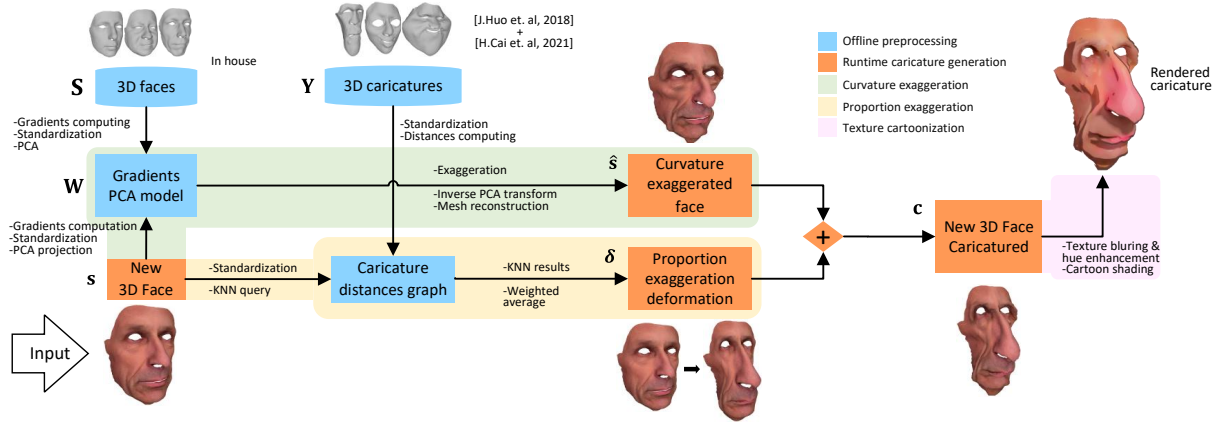 [J.Huo et. al, 2018]
+
[H.Cai et. al, 2021]
In house
S
3D faces
Y
3D caricatures
Offline preprocessing
Runtime caricature generation
Curvature exaggeration
Proportion exaggeration
Texture cartoonization
Rendered
caricature
-Gradients computing
-Standardization
-PCA
-Standardization
-Distances computing
W
Gradients
PCA model
-Exaggeration
-Inverse PCA transform
-Mesh reconstruction
ŝ
Curvature
exaggerated
face
-Gradients computation
-Standardization
-PCA projection
s
New
3D Face
-Standardization
-KNN query
Caricature
distances graph
-KNN results
-Weighted
average
δ
Proportion
exaggeration
deformation
+
c
New 3D Face
Caricatured
-Texture bluring &
hue enhancement
-Cartoon shading
Input